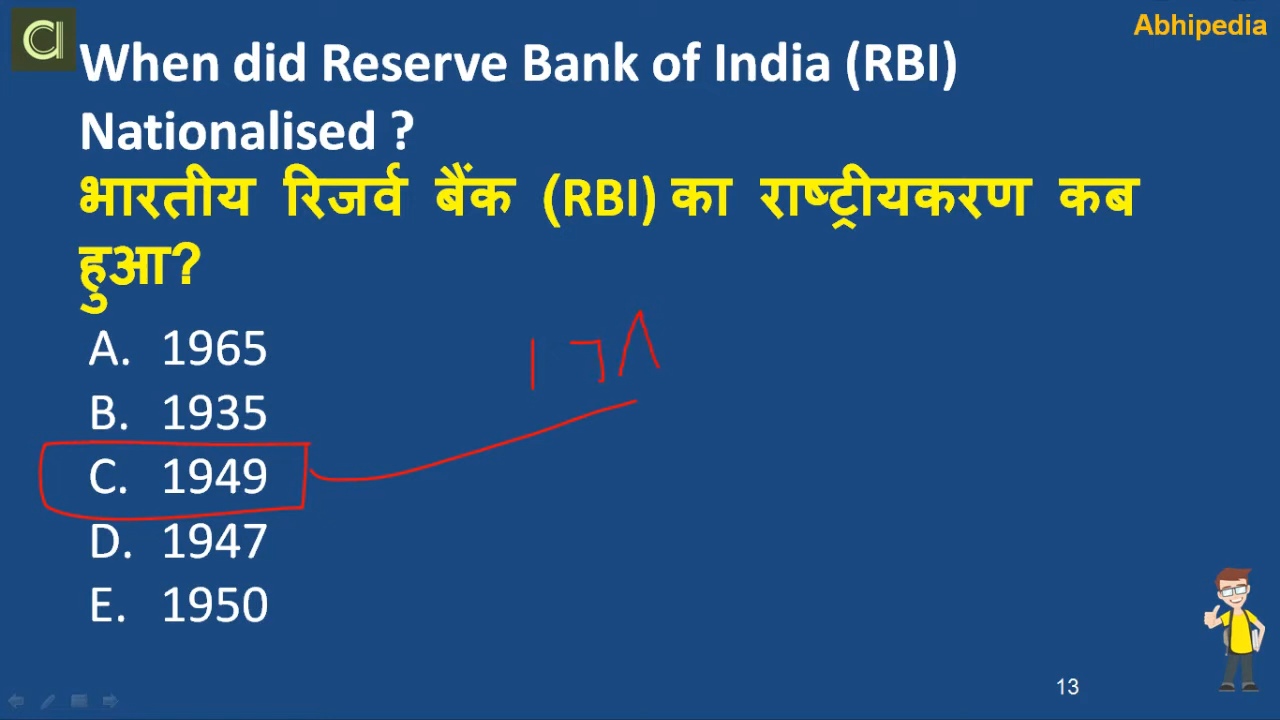 Abhipedia
When did Reserve Bank of India (RBI)
Nationalised ?
भारतीय रिजर्व बैंक (RBI) का राष्ट्रीयकरण कब
हुआ?
A. 1965
B. 1935
C. 1949
D. 1947
E. 1950
13